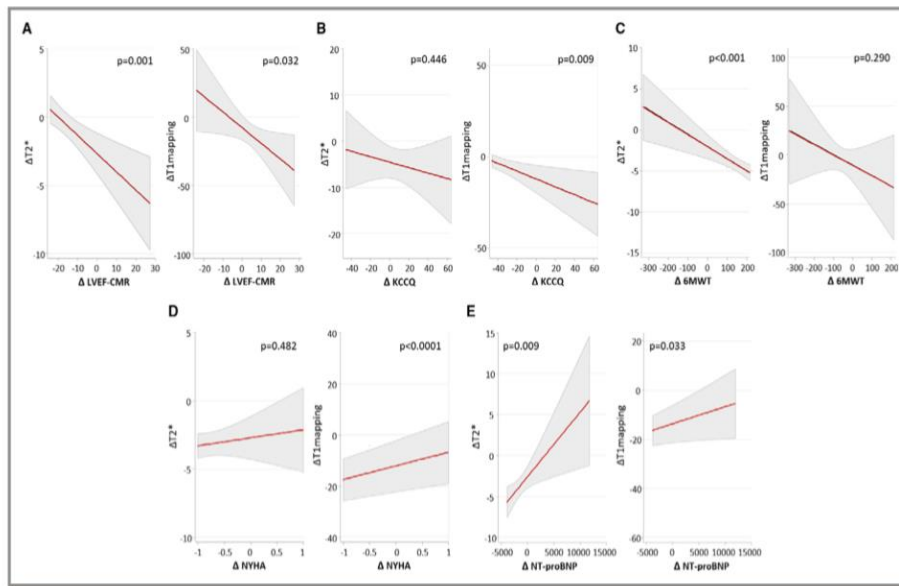 A
B
C
p=0.001
p=0.032
p=0.446
p=0.009
p<0.001
p=0.290
5
0
-5
-10
ΔT2*
-20 -10 0 10 20 30
Δ LVEF-CMR
50
0
-50
-100
ΔT1mapping
-20 -10 0 10 20 30
Δ LVEF-CMR
20
10
0
-10
-20
ΔT2*
-40 -20 0 20 40 60
Δ KCCQ
50
0
-50
ΔT1mapping
-40 -20 0 20 40 60
Δ KCCQ
10
5
0
-5
-10
-15
ΔT2*
-300 -200 -100 0 100 200
Δ 6MWT
100
50
0
-50
-100
ΔT1mapping
-300 -200 -100 0 100 200
Δ 6MWT
D
E
p=0.482
p<0.0001
p=0.009
p=0.033
5
0
-5
-10
ΔT2*
-1 -0.5 0 0.5 1
Δ NYHA
40
-20
0
-10
-20
-30
-40
ΔT1mapping
-1 -0.5 0 0.5 1
Δ NYHA
15
10
5
0
-5
-10
ΔT2*
-5000 0 5000 10000 15000
Δ NT-proBNP
20
0
-20
-40
-60
ΔT1mapping
-5000 0 5000 10000 15000
Δ NT-proBNP